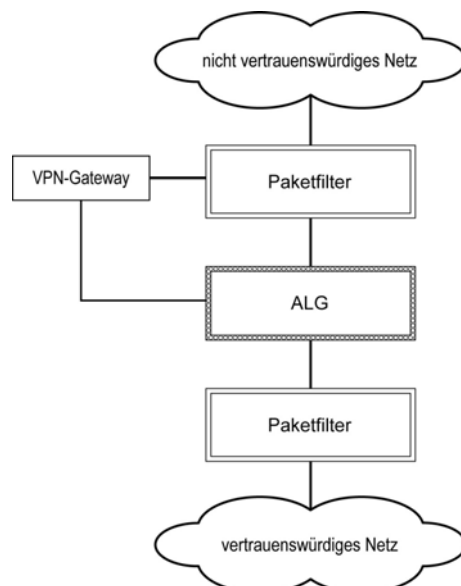 nicht vertrauenswürdiges Netz
VPN-Gateway
Paketfilter
ALG
Paketfilter
vertrauenswürdiges Netz